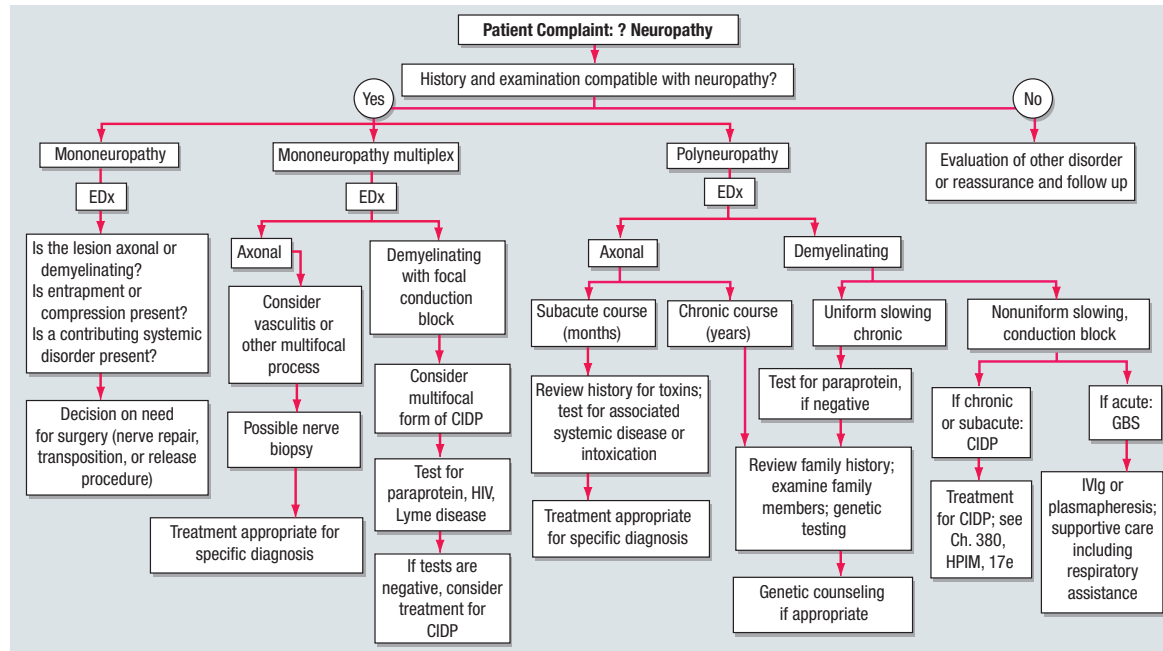 Patient Complaint: ? Neuropathy
History and examination compatible with neuropathy?
Yes
No
Mononeuropathy
EDx
Is the lesion axonal or
demyelinating?
Is entrapment or
compression present?
Is a contributing systemic
disorder present?
Decision on need
for surgery (nerve repair,
transposition, or release
procedure)
Mononeuropathy multiplex
EDx
Axonal
Consider
vasculitis or
other multifocal
process
Possible nerve
biopsy
Treatment appropriate for
specific diagnosis
Demyelinating
with focal
conduction
block
Consider
multifocal
form of CIDP
Test for
paraprotein, HIV,
Lyme disease
If tests are
negative, consider
treatment for
CIDP
Polyneuropathy
EDx
Axonal
Subacute course
(months)
Review history for toxins;
test for associated
systemic disease or
intoxication
Treatment appropriate
for specific diagnosis
Chronic course
(years)
Demyelinating
Uniform slowing
chronic
Test for paraprotein,
if negative
Review family history;
examine family
members; genetic
testing
Genetic counseling
if appropriate
Nonuniform slowing,
conduction block
If chronic
or subacute:
CIDP
Treatment
for CIDP; see
Ch. 380,
HPIM, 17e
If acute:
GBS
IVIg or
plasmapheresis;
supportive care
including
respiratory
assistance
Evaluation of other disorder
or reassurance and follow up